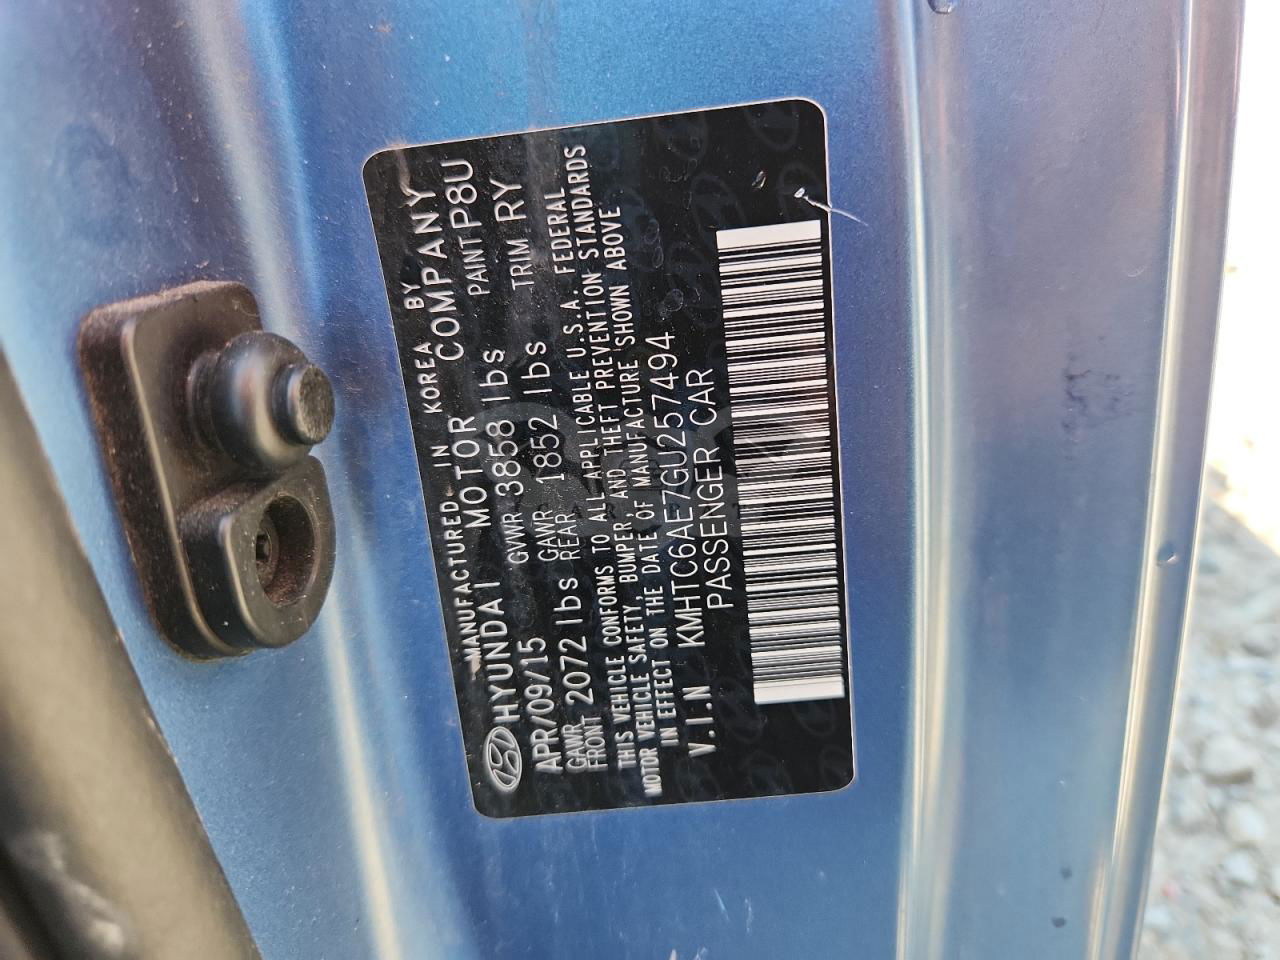 MANUFACTURED IN KOREA BY
HYUNDAI MOTOR COMPANY
APR/09/15 GVWR 3858 lbs PAINT P8U
GAWR FRONT 2072 lbs GAWR REAR 1852 lbs TRIM RY
THIS VEHICLE CONFORMS TO ALL APPLICABLE U.S.A. FEDERAL
MOTOR VEHICLE SAFETY, BUMPER, AND THEFT PREVENTION STANDARDS
IN EFFECT ON THE DATE OF MANUFACTURE SHOWN ABOVE
V.I.N KMHTC6AE7GU257494
PASSENGER CAR